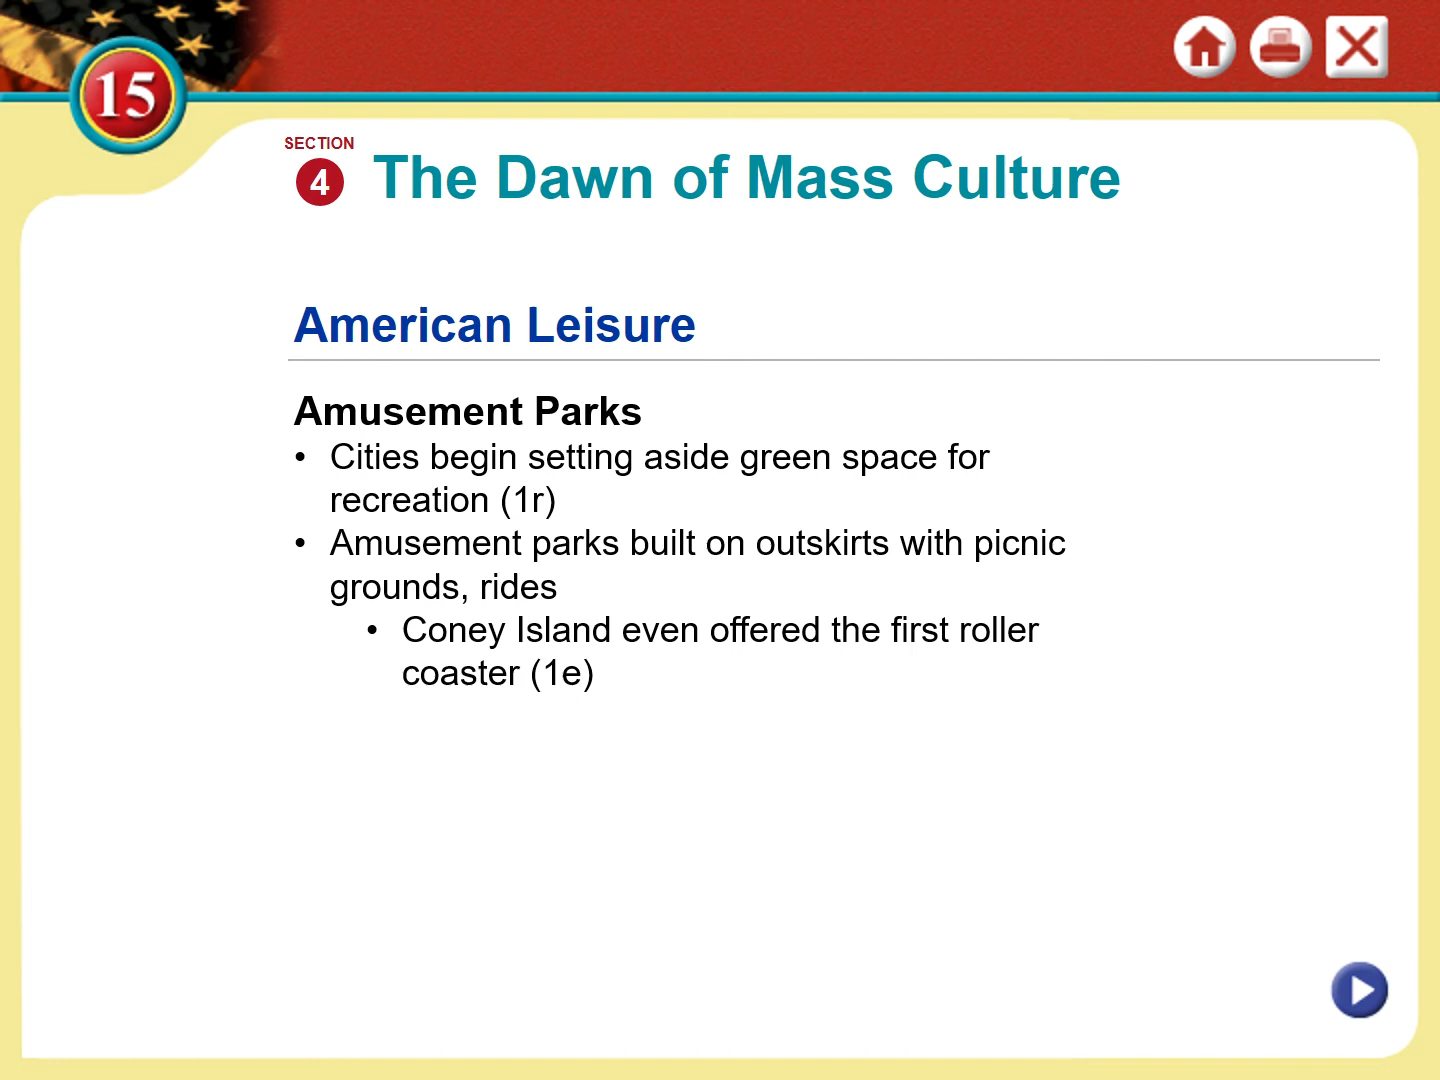 15
SECTION
4
The Dawn of Mass Culture
American Leisure
Amusement Parks
• Cities begin setting aside green space for
recreation (1r)
• Amusement parks built on outskirts with picnic
grounds, rides
• Coney Island even offered the first roller
coaster (1e)